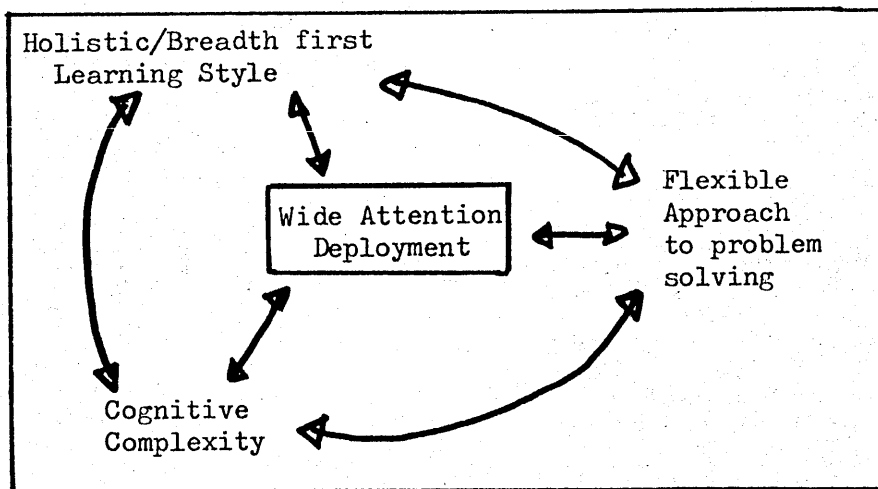 Holistic/Breadth first
Learning Style
Wide Attention
Deployment
Flexible
Approach
to problem
solving
Cognitive
Complexity